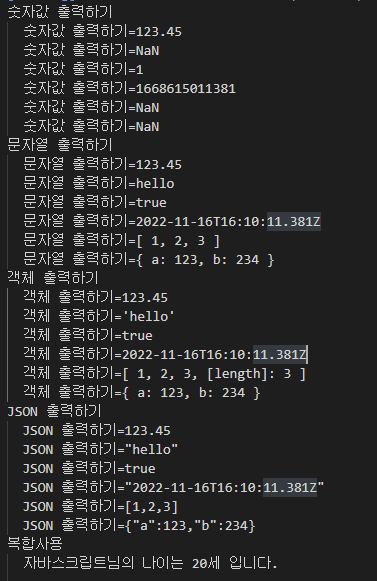 숫자값 출력하기
숫자값 출력하기=123.45
숫자값 출력하기=NaN
숫자값 출력하기=1
숫자값 출력하기=1668615011381
숫자값 출력하기=NaN
숫자값 출력하기=NaN
문자열 출력하기
문자열 출력하기=123.45
문자열 출력하기=hello
문자열 출력하기=true
문자열 출력하기=2022-11-16T16:10:11.381Z
문자열 출력하기=[ 1, 2, 3 ]
문자열 출력하기={ a: 123, b: 234 }
객체 출력하기
객체 출력하기=123.45
객체 출력하기='hello'
객체 출력하기=true
객체 출력하기=2022-11-16T16:10:11.381Z
객체 출력하기=[ 1, 2, 3, [length]: 3 ]
객체 출력하기={ a: 123, b: 234 }
JSON 출력하기
JSON 출력하기=123.45
JSON 출력하기="hello"
JSON 출력하기=true
JSON 출력하기="2022-11-16T16:10:11.381Z"
JSON 출력하기=[1,2,3]
JSON 출력하기={"a":123,"b":234}
복합사용
자바스크립트님의 나이는 20세 입니다.